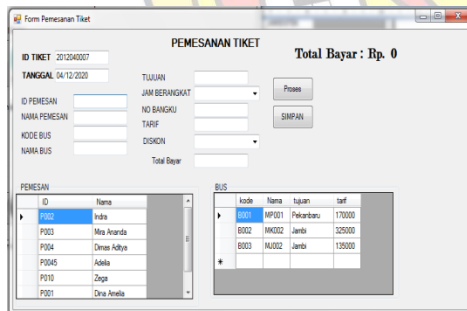 Form Pemesanan Tiket
PEMESANAN TIKET
Total Bayar : Rp. 0
ID TIKET 2012040007
TANGGAL 04/12/2020
ID PEMESAN
NAMA PEMESAN
KODE BUS
NAMA BUS
TUJUAN
JAM BERANGKAT
NO BANGKU
TARIF
DISKON
Total Bayar
Proses
SIMPAN
PEMESAN
ID Nama
P002 Indra
P003 Mira Ananda
P004 Dimas Aditya
P0045 Adelia
P010 Zega
P001 Dina Amelia
BUS
kode Nama tujuan tarif
B001 MP001 Pekanbaru 170000
B002 MK002 Jambi 325000
B003 MJ002 Jambi 135000